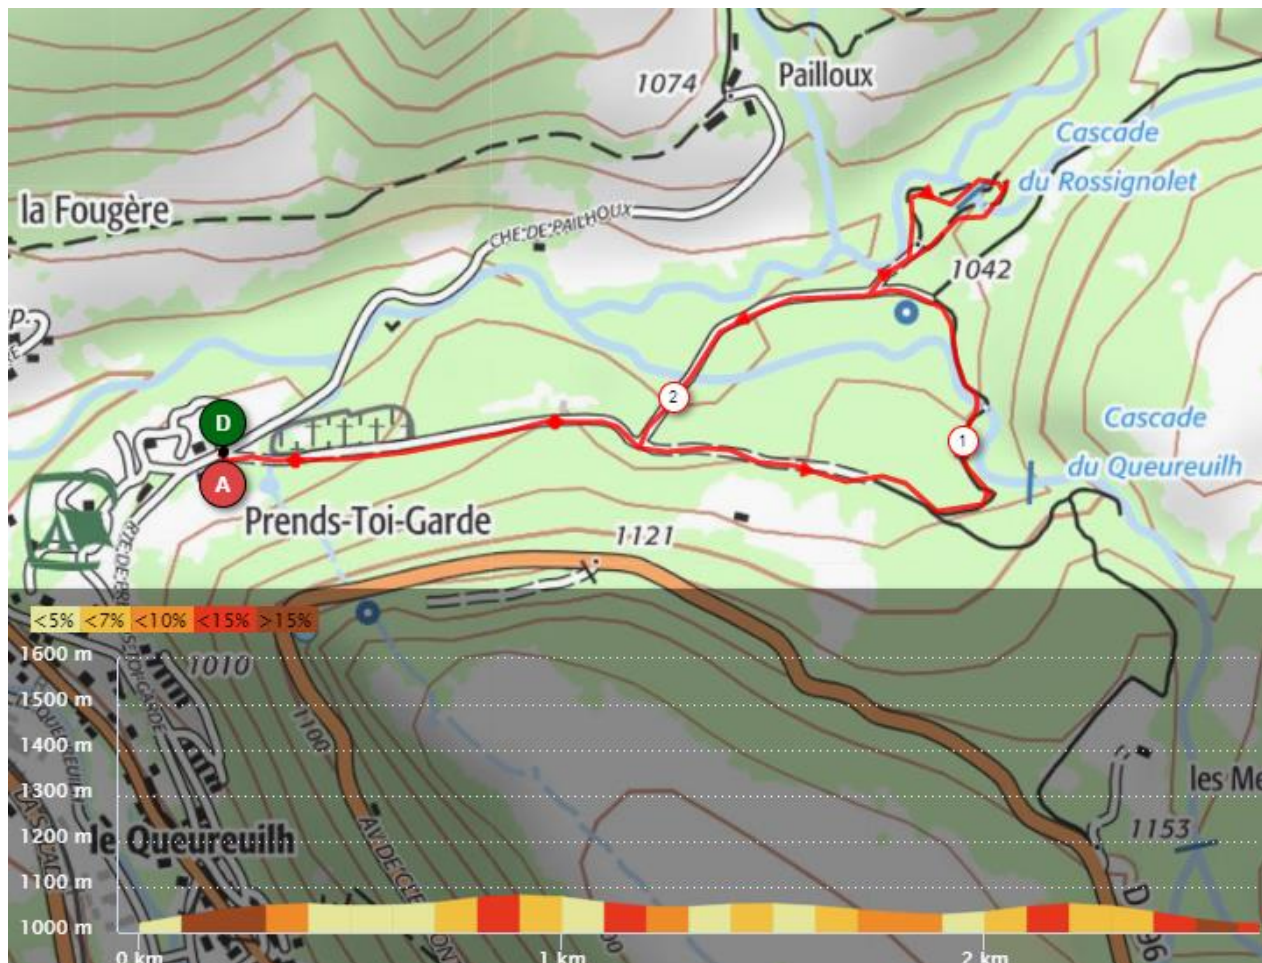 1074
Pailloux
Cascade
du Rossignolet
la Fougère
CHE DE PAILHOUX
1042
2
D
A
1
Cascade
du Queureuilh
Prends-Toi-Garde
1121
<5% <7% <10% <15% >15%
1600 m
1010
1500 m
1100
1400 m
1300 m
les Me
1200 m
le Queureuilh
1153
1100 m
1000 m
0 km
1 km
2 km